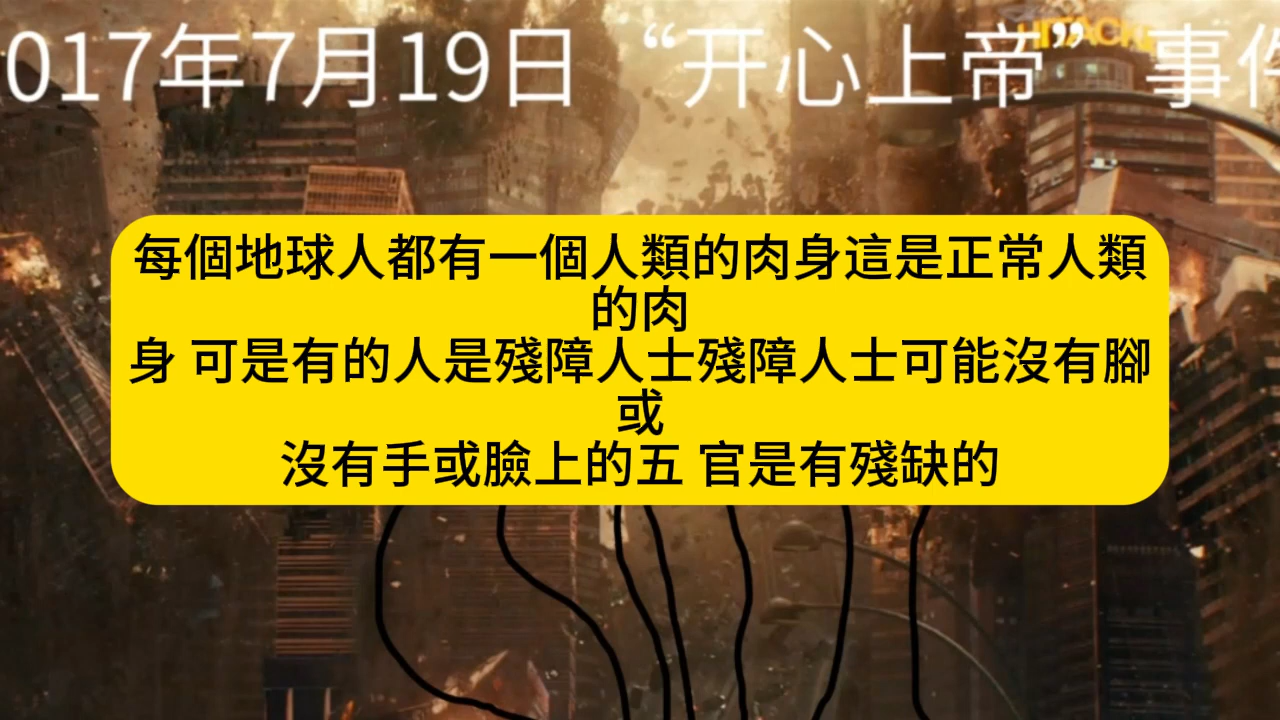 017年7月19日“开心上帝”事件
HITACHI
每個地球人都有一個人類的肉身這是正常人類
的肉
身 可是有的人是殘障人士殘障人士可能沒有腳
或
沒有手或臉上的五 官是有殘缺的